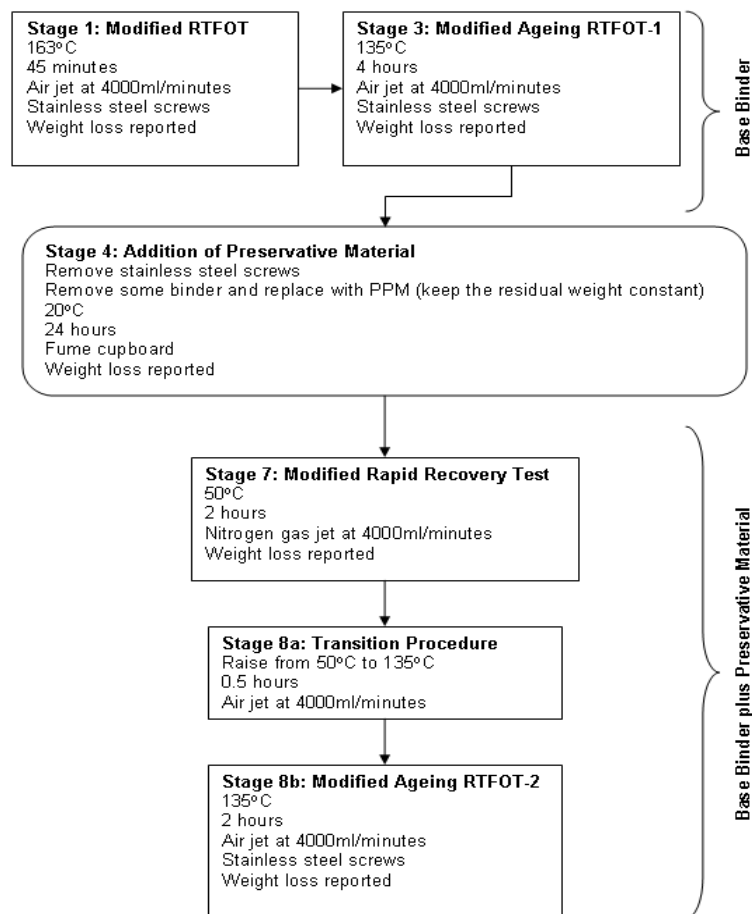 Stage 1: Modified RTFOT
163ºC
45 minutes
Air jet at 4000ml/minutes
Stainless steel screws
Weight loss reported
Stage 3: Modified Ageing RTFOT-1
135ºC
4 hours
Air jet at 4000ml/minutes
Stainless steel screws
Weight loss reported
Base Binder
Stage 4: Addition of Preservative Material
Remove stainless steel screws
Remove some binder and replace with PPM (keep the residual weight constant)
20ºC
24 hours
Fume cupboard
Weight loss reported
Stage 7: Modified Rapid Recovery Test
50ºC
2 hours
Nitrogen gas jet at 4000ml/minutes
Weight loss reported
Stage 8a: Transition Procedure
Raise from 50ºC to 135ºC
0.5 hours
Air jet at 4000ml/minutes
Stage 8b: Modified Ageing RTFOT-2
135ºC
2 hours
Air jet at 4000ml/minutes
Stainless steel screws
Weight loss reported
Base Binder plus Preservative Material